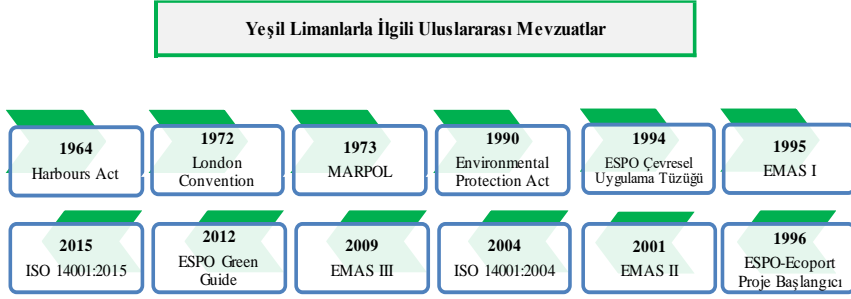 Yeşil Limanlarla İlgili Uluslararası Mevzuatlar
1964
Harbours Act
1972
London
Convention
1973
MARPOL
1990
Environmental
Protection Act
1994
ESPO Çevresel
Uygulama Tüzüğü
1995
EMAS I
2015
ISO 14001:2015
2012
ESPO Green
Guide
2009
EMAS III
2004
ISO 14001:2004
2001
EMAS II
1996
ESPO-Ecoport
Proje Başlangıcı